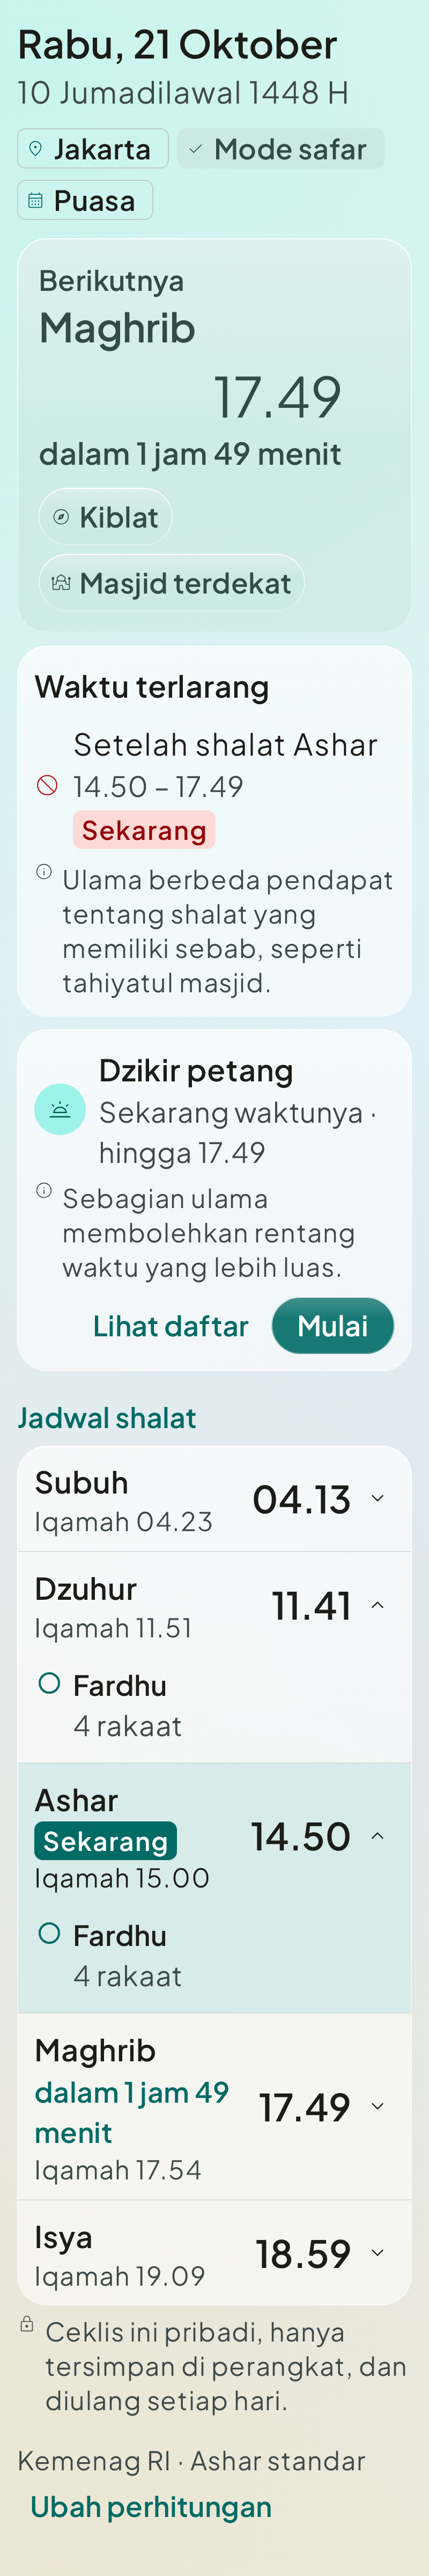 Rabu, 21 Oktober
10 Jumadilawal 1448 H
Jakarta
Mode safar
Puasa
Berikutnya
Maghrib
17.49
dalam 1 jam 49 menit
Kiblat
Masjid terdekat
Waktu terlarang
Setelah shalat Ashar
14.50 – 17.49
Sekarang
Ulama berbeda pendapat
tentang shalat yang
memiliki sebab, seperti
tahiyatul masjid.
Dzikir petang
Sekarang waktunya ·
hingga 17.49
Sebagian ulama
membolehkan rentang
waktu yang lebih luas.
Lihat daftar
Mulai
Jadwal shalat
Subuh
Iqamah 04.23
04.13
Dzuhur
Iqamah 11.51
11.41
Fardhu
4 rakaat
Ashar
Sekarang
Iqamah 15.00
14.50
Fardhu
4 rakaat
Maghrib
dalam 1 jam 49
menit
Iqamah 17.54
17.49
Isya
Iqamah 19.09
18.59
Ceklis ini pribadi, hanya
tersimpan di perangkat, dan
diulang setiap hari.
Kemenag RI · Ashar standar
Ubah perhitungan